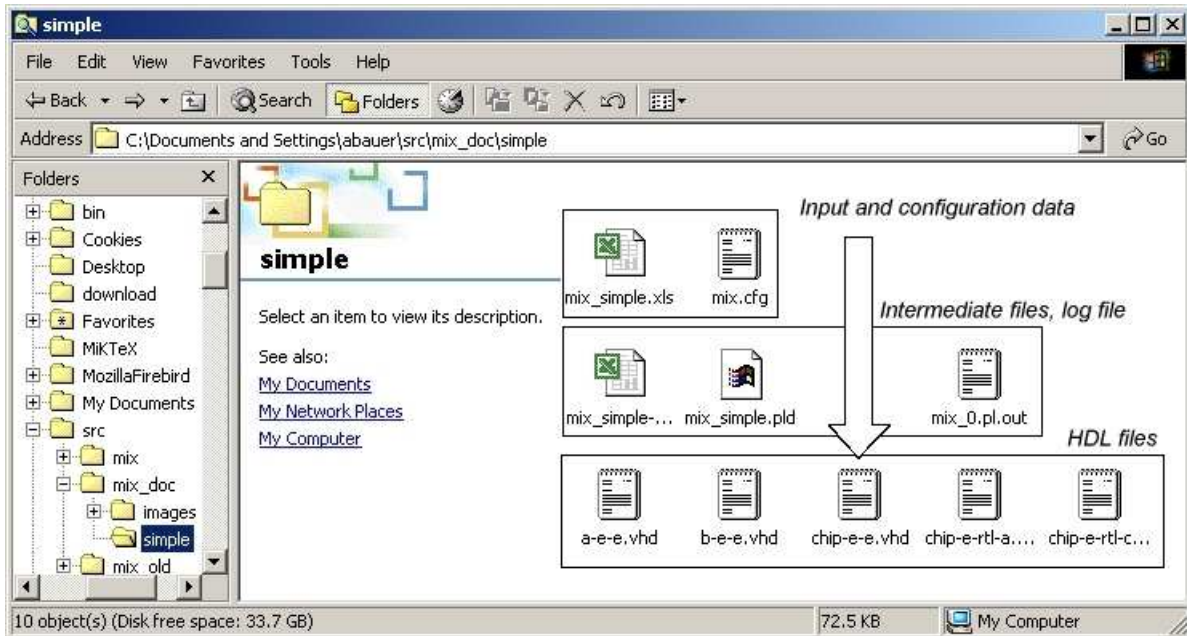 simple
File Edit View Favorites Tools Help
Back Search Folders
Address C:\Documents and Settings\abauer\src\mix_doc\simple Go
Folders
bin
Cookies
Desktop
download
Favorites
MiKTeX
MozillaFirebird
My Documents
src
mix
mix_doc
images
simple
mix_old
simple
Select an item to view its description.
See also:
My Documents
My Network Places
My Computer
Input and configuration data
mix_simple.xls mix.cfg
Intermediate files, log file
mix_simple-... mix_simple.pld mix_0.pl.out
HDL files
a-e-e.vhd b-e-e.vhd chip-e-e.vhd chip-e-rtl-a.... chip-e-rtl-c...
10 object(s) (Disk free space: 33.7 GB) 72.5 KB My Computer